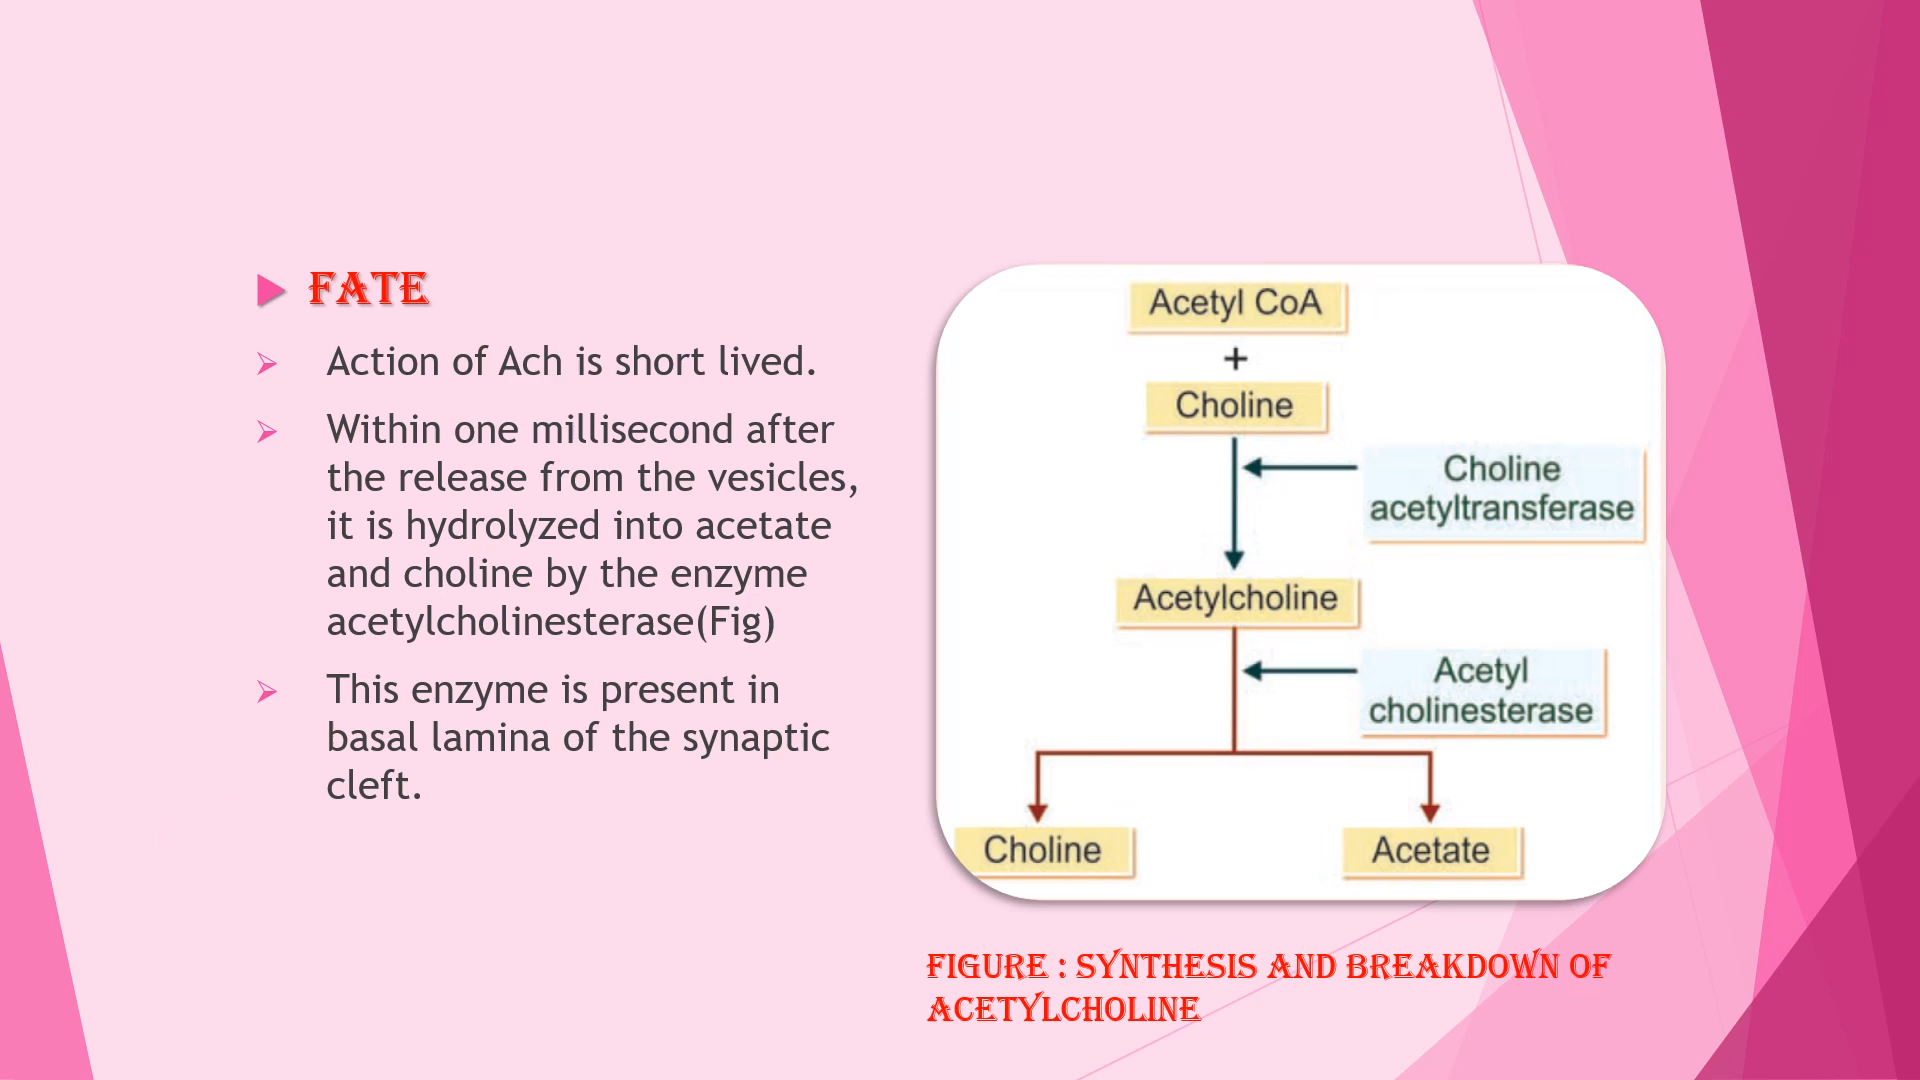 FATE
Action of Ach is short lived.
Within one millisecond after
the release from the vesicles,
it is hydrolyzed into acetate
and choline by the enzyme
acetylcholinesterase(Fig)
This enzyme is present in
basal lamina of the synaptic
cleft.
Acetyl CoA
+
Choline
Choline
acetyltransferase
Acetylcholine
Acetyl
cholinesterase
Choline
Acetate
FIGURE : SYNTHESIS AND BREAKDOWN OF
ACETYLCHOLINE